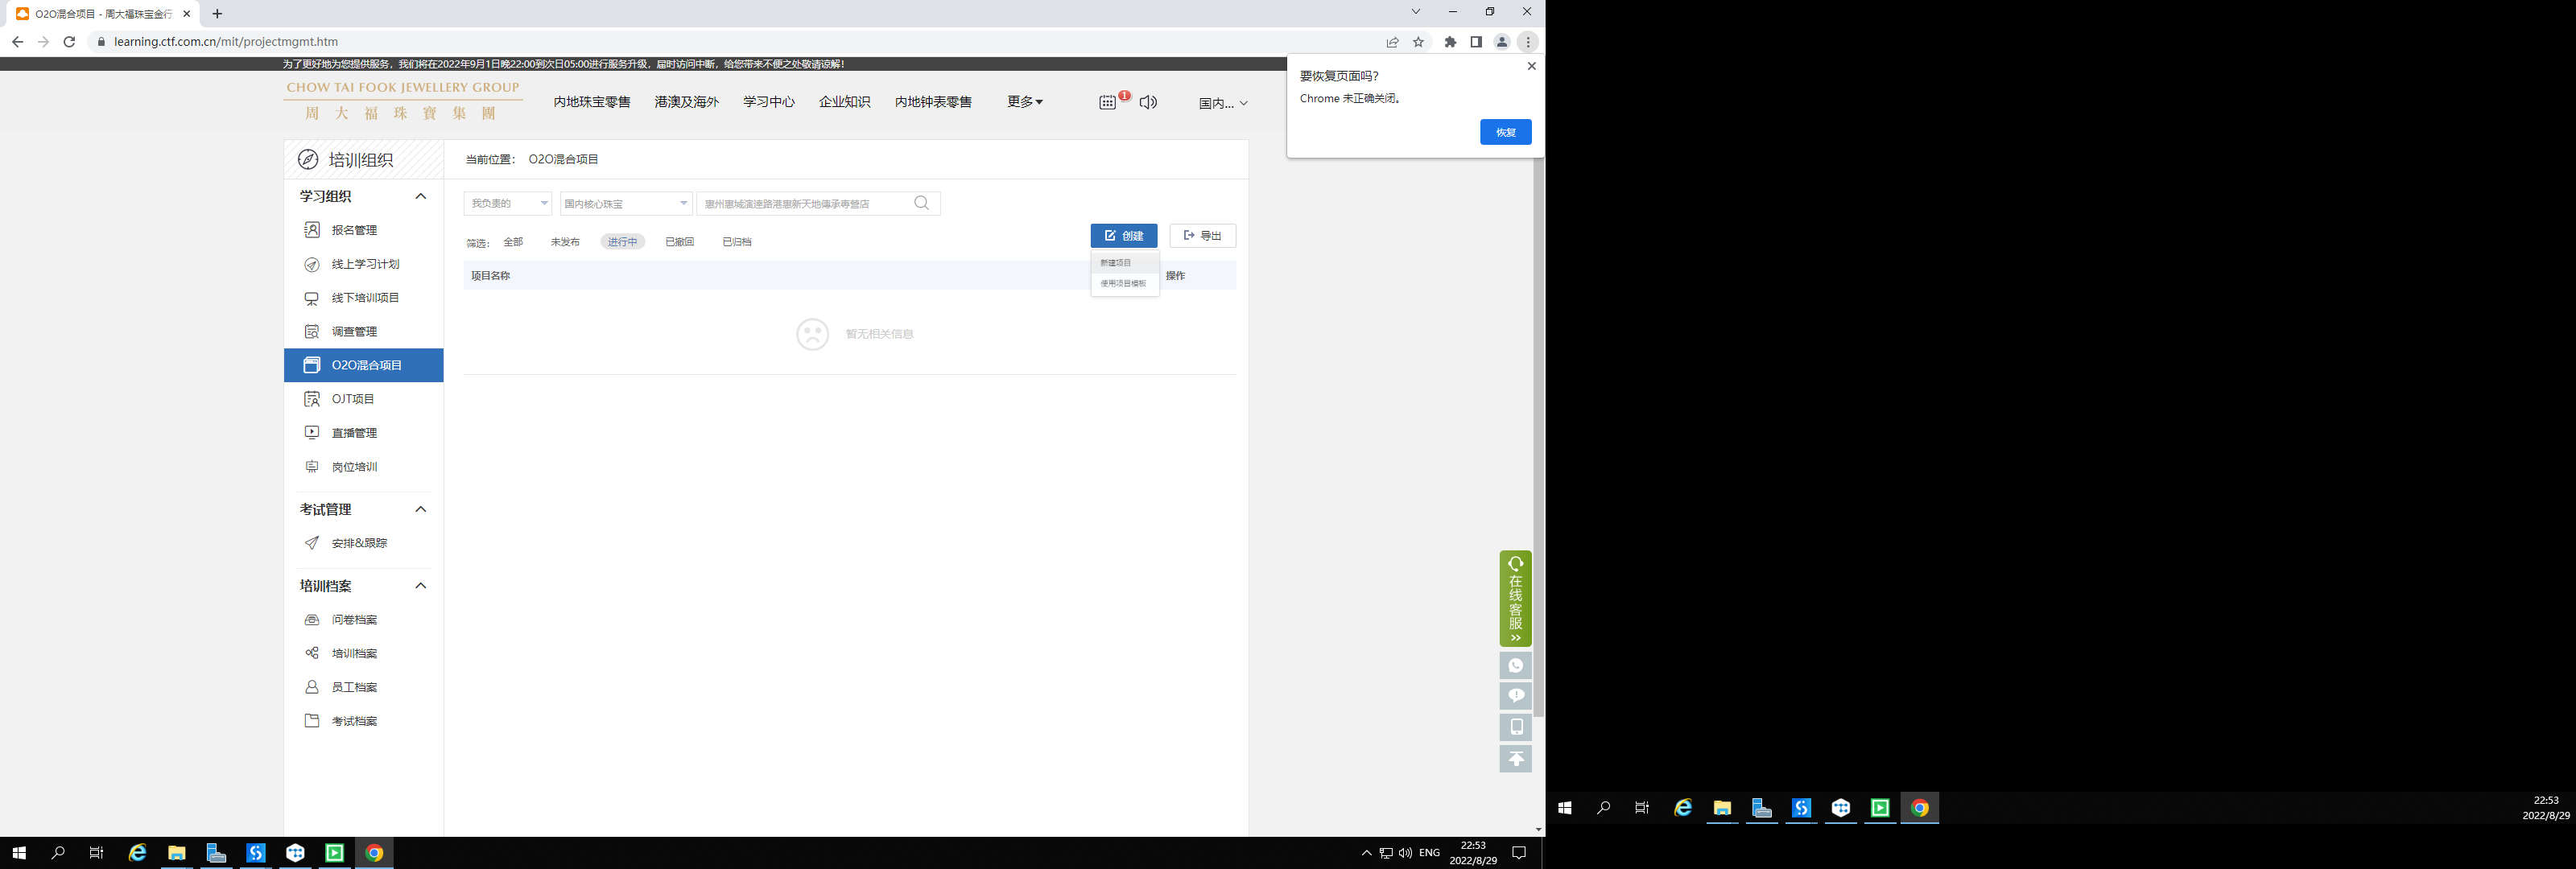 O2O混合项目 - 周大福珠宝金行
learning.ctf.com.cn/mit/projectmgmt.htm
为了更好地为您提供服务，我们将在2022年9月1日晚22:00到次日05:00进行服务升级，届时访问中断，给您带来不便之处敬请谅解！
要恢复页面吗？
Chrome 未正确关闭。
恢复
CHOW TAI FOOK JEWELLERY GROUP
周大福珠寶集團
内地珠宝零售 港澳及海外 学习中心 企业知识 内地钟表零售 更多 1 国内...
培训组织
当前位置： O2O混合项目
学习组织
报名管理
线上学习计划
线下培训项目
调查管理
O2O混合项目
OJT项目
直播管理
岗位培训
考试管理
安排&跟踪
培训档案
问卷档案
培训档案
员工档案
考试档案
我负责的 国内核心珠宝 惠州惠城演達路港惠新天地傳承専營店
筛选： 全部 未发布 进行中 已撤回 已归档
创建 导出
新建项目
使用项目模板
项目名称 操作
暂无相关信息
在线客服
ENG
22:53
2022/8/29
22:53
2022/8/29